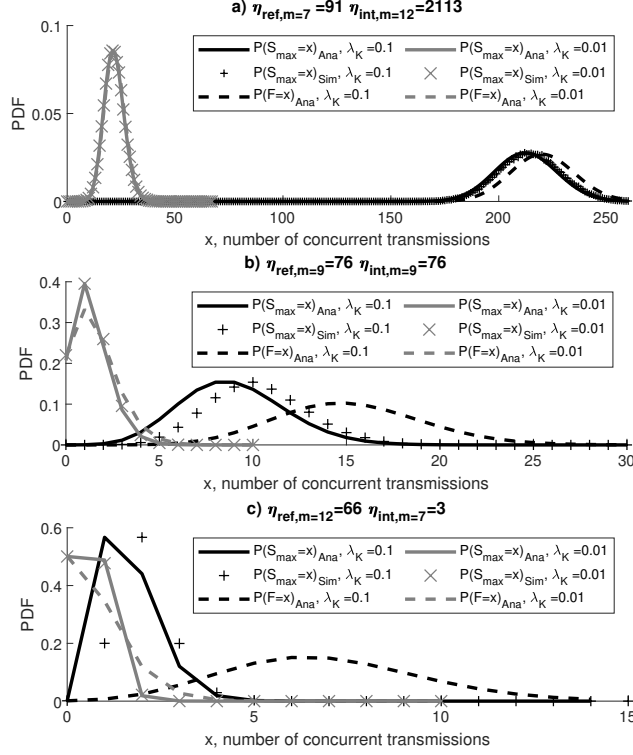 a) η_ref,m=7 =91 η_int,m=12=2113
0.1
0.05
0
PDF
P(S_max=x)_Ana, λ_K=0.1
P(S_max=x)_Ana, λ_K=0.01
P(S_max=x)_Sim, λ_K=0.1
P(S_max=x)_Sim, λ_K=0.01
P(F=x)_Ana, λ_K=0.1
P(F=x)_Ana, λ_K=0.01
0 50 100 150 200 250
x, number of concurrent transmissions
b) η_ref,m=9=76 η_int,m=9=76
0.4
0.3
0.2
0.1
0
PDF
P(S_max=x)_Ana, λ_K=0.1
P(S_max=x)_Ana, λ_K=0.01
P(S_max=x)_Sim, λ_K=0.1
P(S_max=x)_Sim, λ_K=0.01
P(F=x)_Ana, λ_K=0.1
P(F=x)_Ana, λ_K=0.01
0 5 10 15 20 25 30
x, number of concurrent transmissions
c) η_ref,m=12=66 η_int,m=7=3
0.6
0.4
0.2
0
PDF
P(S_max=x)_Ana, λ_K=0.1
P(S_max=x)_Ana, λ_K=0.01
P(S_max=x)_Sim, λ_K=0.1
P(S_max=x)_Sim, λ_K=0.01
P(F=x)_Ana, λ_K=0.1
P(F=x)_Ana, λ_K=0.01
0 5 10 15
x, number of concurrent transmissions